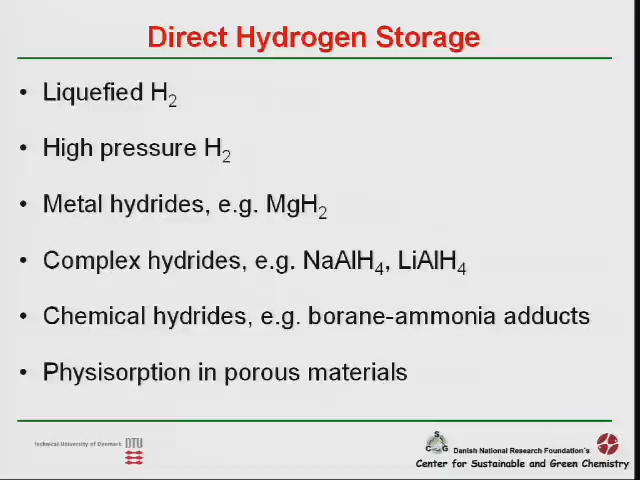 Direct Hydrogen Storage
• Liquefied H₂
• High pressure H₂
• Metal hydrides, e.g. MgH₂
• Complex hydrides, e.g. NaAlH₄, LiAlH₄
• Chemical hydrides, e.g. borane-ammonia adducts
• Physisorption in porous materials
Technical University of Denmark DTU
C S G Danish National Research Foundation's
Center for Sustainable and Green Chemistry